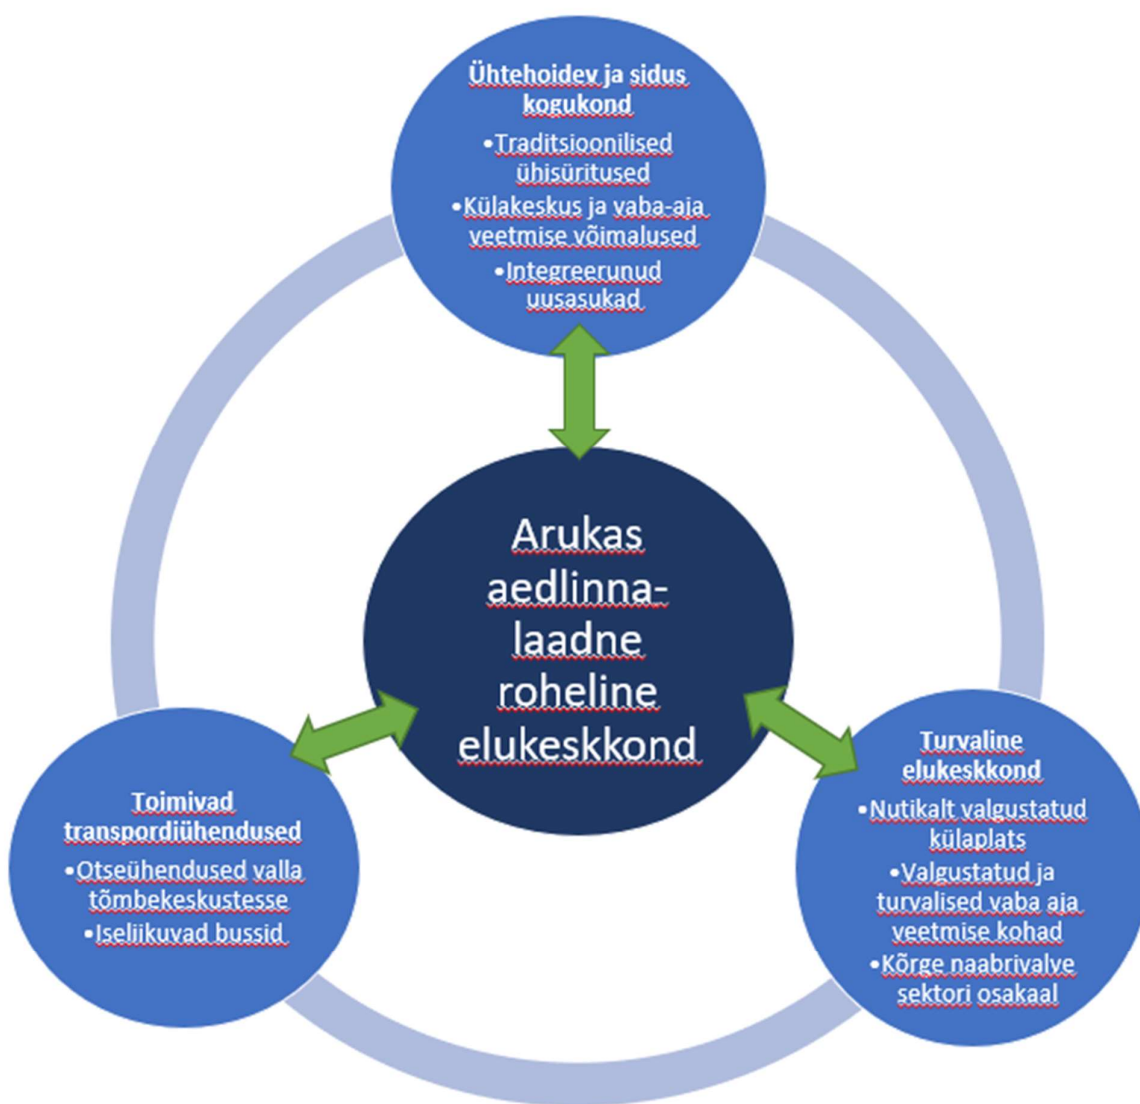 Ühtehoidev ja sidus
kogukond
•Traditsioonilised
ühisüritused
•Külakeskus ja vaba-aja
veetmise võimalused
•Integreerunud
uusasukad
Arukas
aedlinna-
laadne
roheline
elukeskkond
Toimivad
transpordiühendused
•Otseühendused valla
tõmbekeskustesse
•Iseliikuvad bussid
Turvaline
elukeskkond
•Nutikalt valgustatud
külaplats
•Valgustatud ja
turvalised vaba aja
veetmise kohad
•Kõrge naabrivalve
sektori osakaal